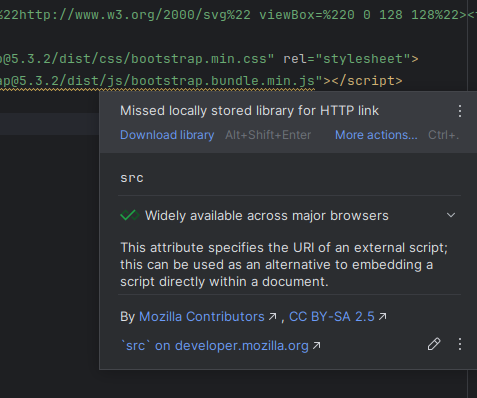 %22http://www.w3.org/2000/svg%22 viewBox=%220 0 128 128%22><
p@5.3.2/dist/css/bootstrap.min.css" rel="stylesheet">
ap@5.3.2/dist/js/bootstrap.bundle.min.js"></script>
Missed locally stored library for HTTP link
Download library Alt+Shift+Enter More actions... Ctrl+.
src
Widely available across major browsers
This attribute specifies the URI of an external script;
this can be used as an alternative to embedding a
script directly within a document.
By Mozilla Contributors↗, CC BY-SA 2.5↗
`src` on developer.mozilla.org↗